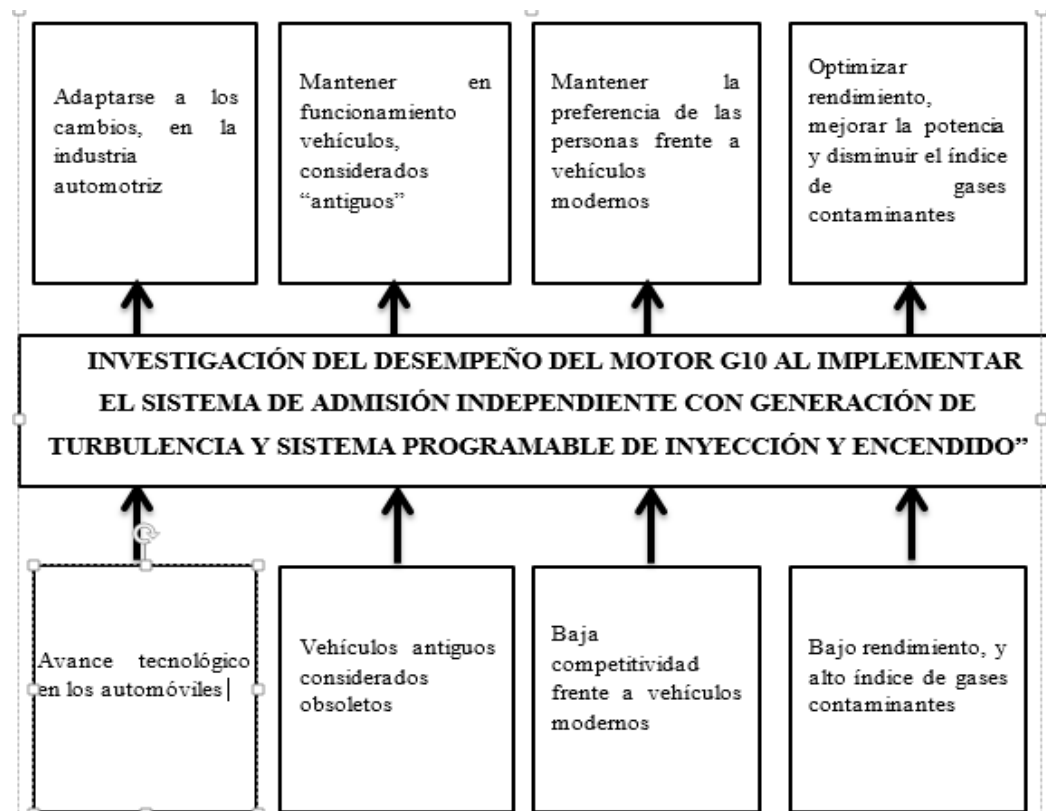 Adaptarse a los
cambios, en la
industria
automotriz
Mantener en
funcionamiento
vehículos,
considerados
“antiguos”
Mantener la
preferencia de las
personas frente a
vehículos
modernos
Optimizar
rendimiento,
mejorar la potencia
y disminuir el índice
de gases
contaminantes
INVESTIGACIÓN DEL DESEMPEÑO DEL MOTOR G10 AL IMPLEMENTAR
EL SISTEMA DE ADMISIÓN INDEPENDIENTE CON GENERACIÓN DE
TURBULENCIA Y SISTEMA PROGRAMABLE DE INYECCIÓN Y ENCENDIDO”
Avance tecnológico
en los automóviles
Vehículos antiguos
considerados
obsoletos
Baja
competitividad
frente a vehículos
modernos
Bajo rendimiento, y
alto índice de gases
contaminantes